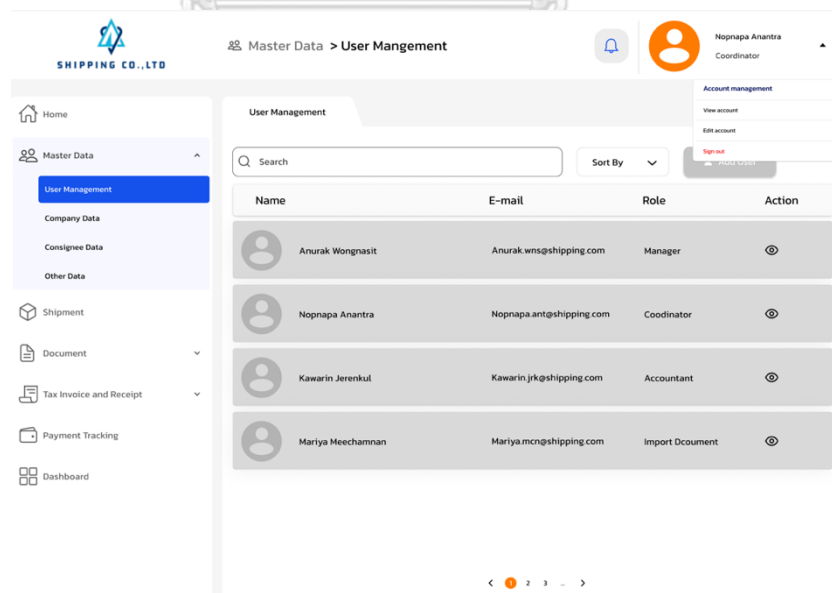 SHIPPING CO.,LTD
Master Data > User Mangement
Nopnapa Anantra
Coordinator
Account management
View account
Edit account
Sign out
Home
Master Data
User Management
Company Data
Consignee Data
Other Data
Shipment
Document
Tax Invoice and Receipt
Payment Tracking
Dashboard
User Management
Search
Sort By
Add User
Name E-mail Role Action
Anurak Wongnasit Anurak.wns@shipping.com Manager
Nopnapa Anantra Nopnapa.ant@shipping.com Coodinator
Kawarin Jerenkul Kawarin.jrk@shipping.com Accountant
Mariya Meechamnan Mariya.mcn@shipping.com Import Dcoument
< 1 2 3 ... >